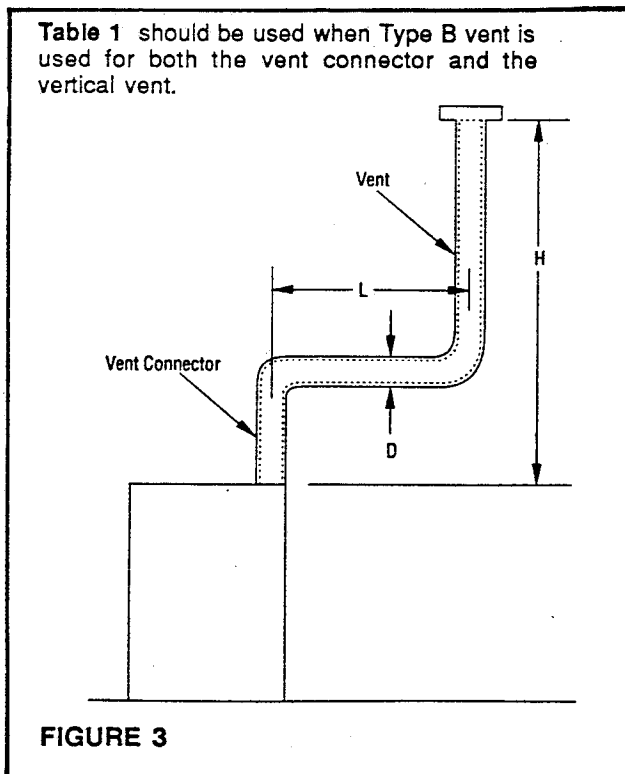 Table 1 should be used when Type B vent is
used for both the vent connector and the
vertical vent.
Vent
H
L
Vent Connector
D
FIGURE 3